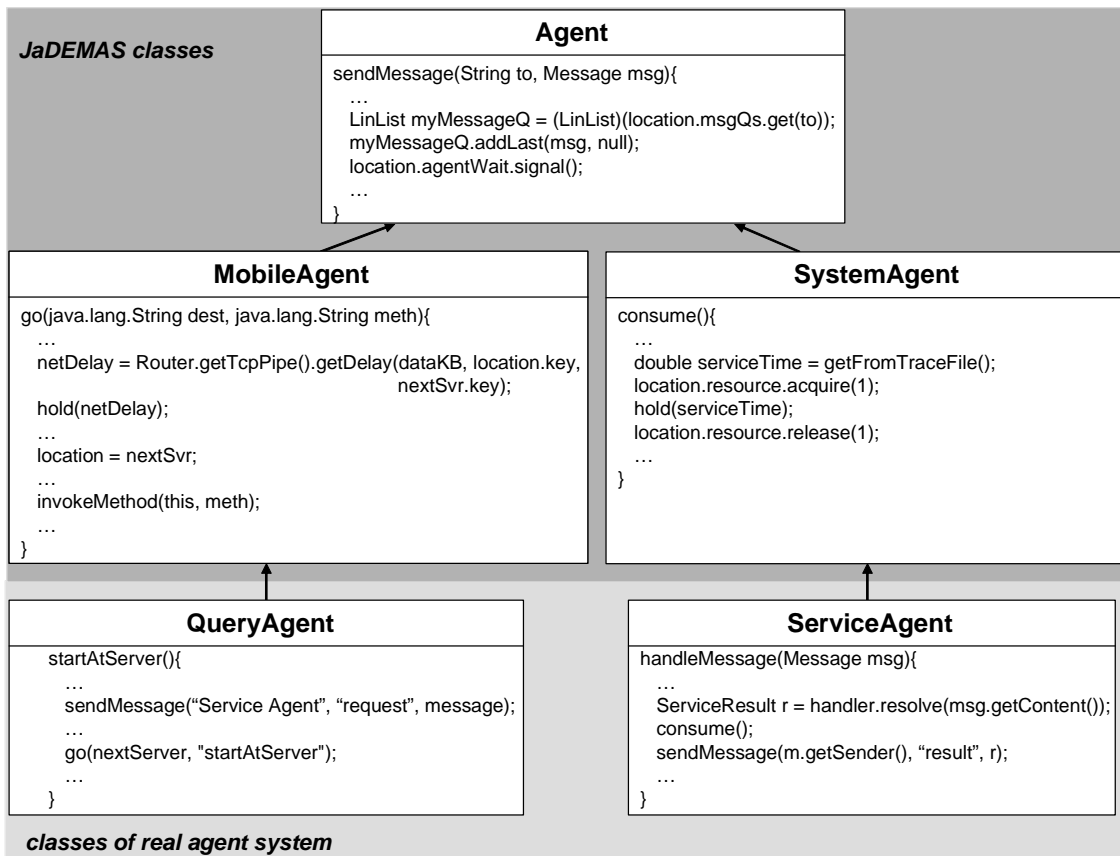 JaDEMAS classes
Agent
sendMessage(String to, Message msg){
…
LinList myMessageQ = (LinList)(location.msgQs.get(to));
myMessageQ.addLast(msg, null);
location.agentWait.signal();
…
}
MobileAgent
go(java.lang.String dest, java.lang.String meth){
…
netDelay = Router.getTcpPipe().getDelay(dataKB, location.key,
nextSvr.key);
hold(netDelay);
…
location = nextSvr;
…
invokeMethod(this, meth);
…
}
SystemAgent
consume(){
…
double serviceTime = getFromTraceFile();
location.resource.acquire(1);
hold(serviceTime);
location.resource.release(1);
…
}
QueryAgent
startAtServer(){
…
sendMessage(“Service Agent”, “request”, message);
…
go(nextServer, "startAtServer");
…
}
ServiceAgent
handleMessage(Message msg){
…
ServiceResult r = handler.resolve(msg.getContent());
consume();
sendMessage(m.getSender(), “result”, r);
…
}
classes of real agent system